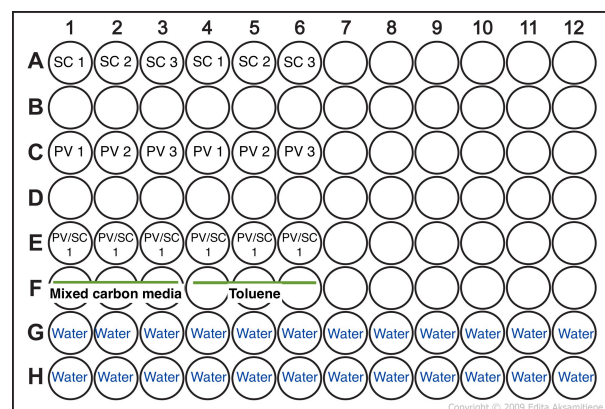 1 2 3 4 5 6 7 8 9 10 11 12
A SC 1 SC 2 SC 3 SC 1 SC 2 SC 3
B
C PV 1 PV 2 PV 3 PV 1 PV 2 PV 3
D
E PV/SC 1 PV/SC 1 PV/SC 1 PV/SC 1 PV/SC 1 PV/SC 1
F Mixed carbon media Toluene
G Water Water Water Water Water Water Water Water Water Water Water Water
H Water Water Water Water Water Water Water Water Water Water Water Water
Copyright © 2009 Edita Aksamitiene